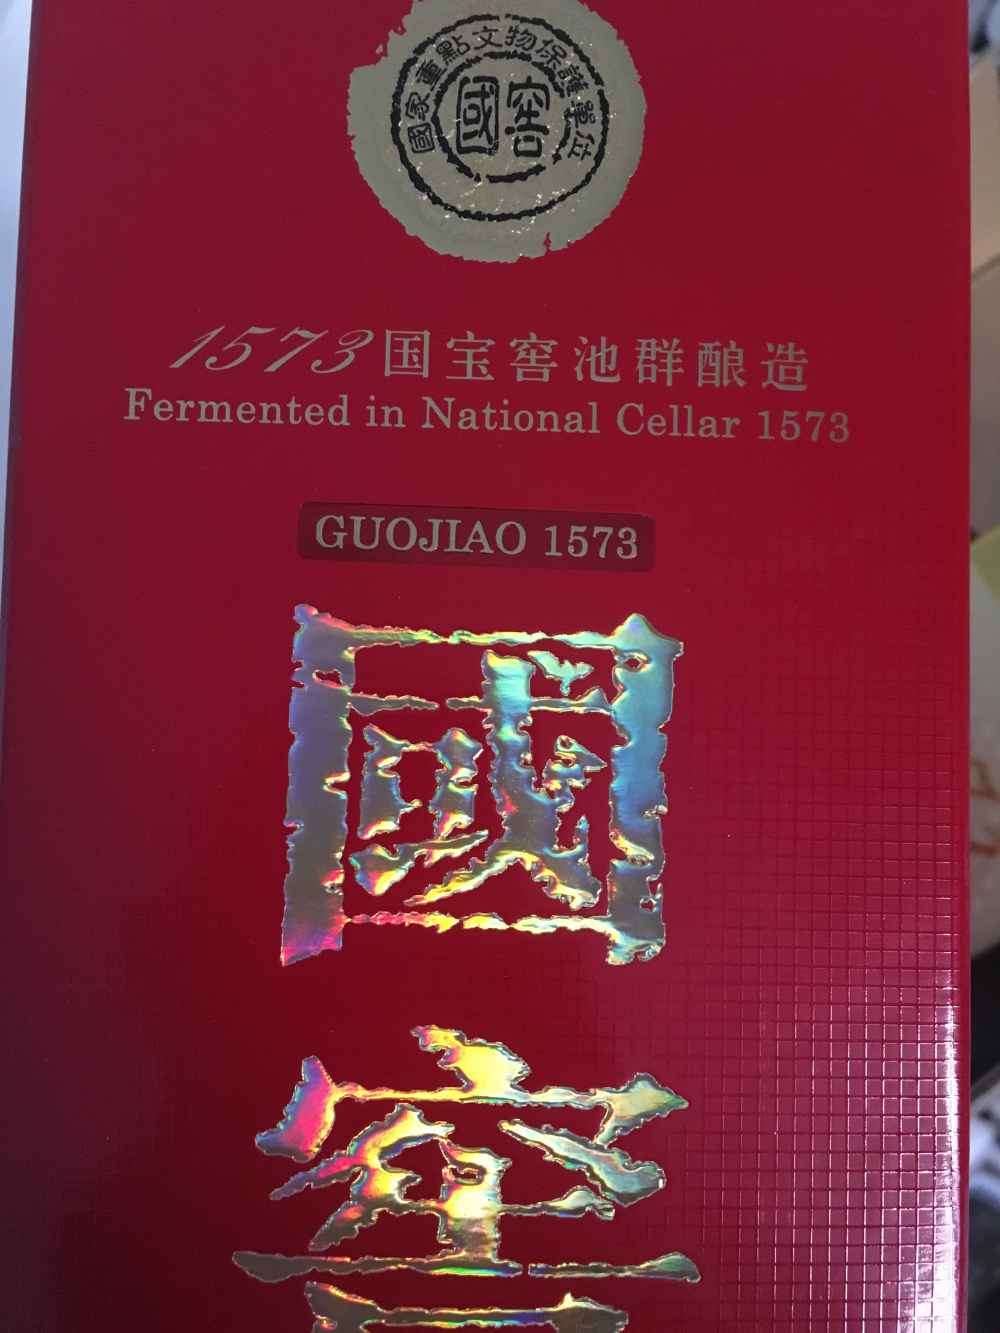 國家重點文物保護單位
國窖
1573国宝窖池群酿造
Fermented in National Cellar 1573
GUOJIAO 1573
國
窖